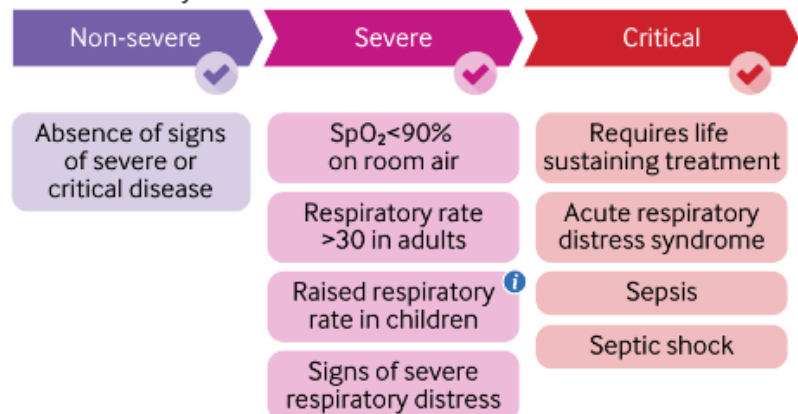 Non-severe
Severe
Critical
Absence of signs
of severe or
critical disease
SpO₂<90%
on room air
Respiratory rate
>30 in adults
Raised respiratory
rate in children
i
Signs of severe
respiratory distress
Requires life
sustaining treatment
Acute respiratory
distress syndrome
Sepsis
Septic shock